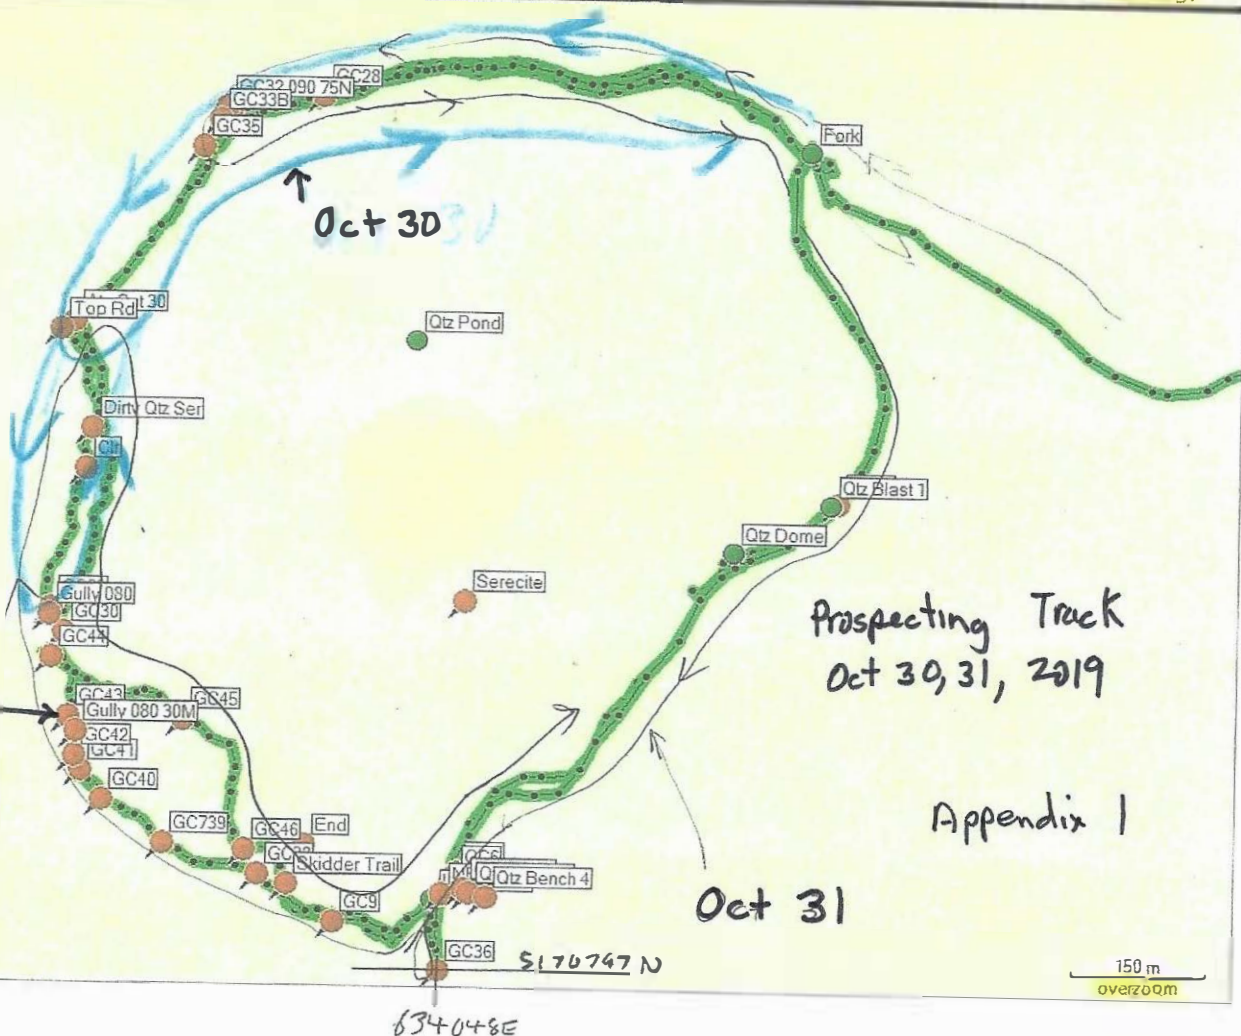 GC28
GC32 090 75N
GC33B
GC35
Fork
Oct 30
Top Rd
Qtz Pond
Dirty Qtz Ser
Clf
Qtz Blast 1
Qtz Dome
Serecite
Gully 080
GC30
GC44
Prospecting Track
Oct 30, 31, 2019
GC43
GC45
Gully 080 30M
GC42
GC41
GC40
Appendix 1
GC739
GC46
End
Skidder Trail
GC6
Qtz Bench 4
Oct 31
GC9
GC36
5170797 N
150 m
overzoom
634048E